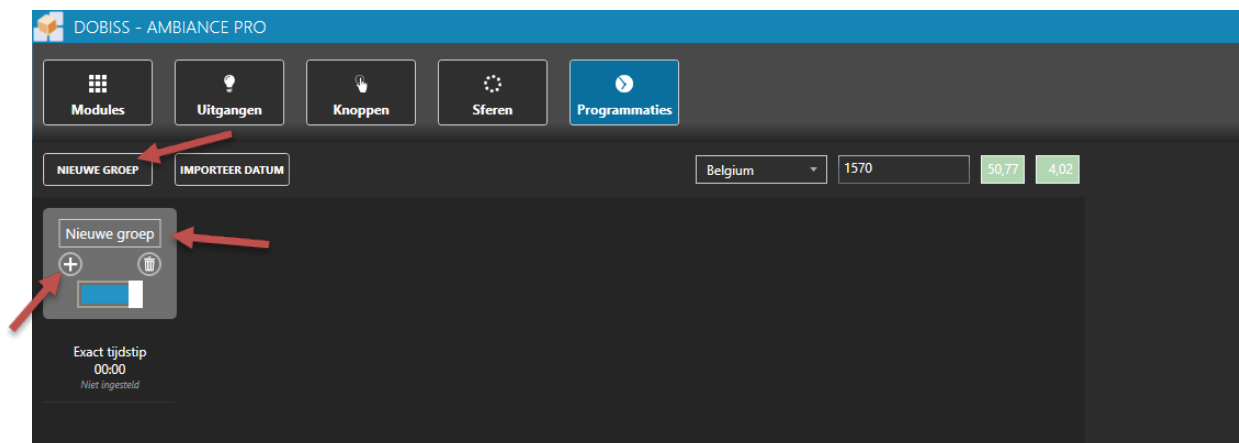 DOBISS - AMBIANCE PRO
Modules
Uitgangen
Knoppen
Sferen
Programmaties
NIEUWE GROEP
IMPORTEER DATUM
Belgium
1570
50,77
4,02
Nieuwe groep
Exact tijdstip
00:00
Niet ingesteld